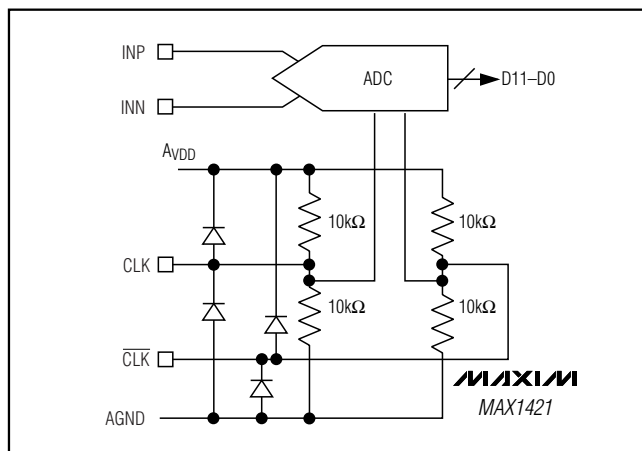 INP
ADC
D11–D0
INN
AVDD
10kΩ
10kΩ
CLK
10kΩ
10kΩ
CLK
MAXIM
MAX1421
AGND